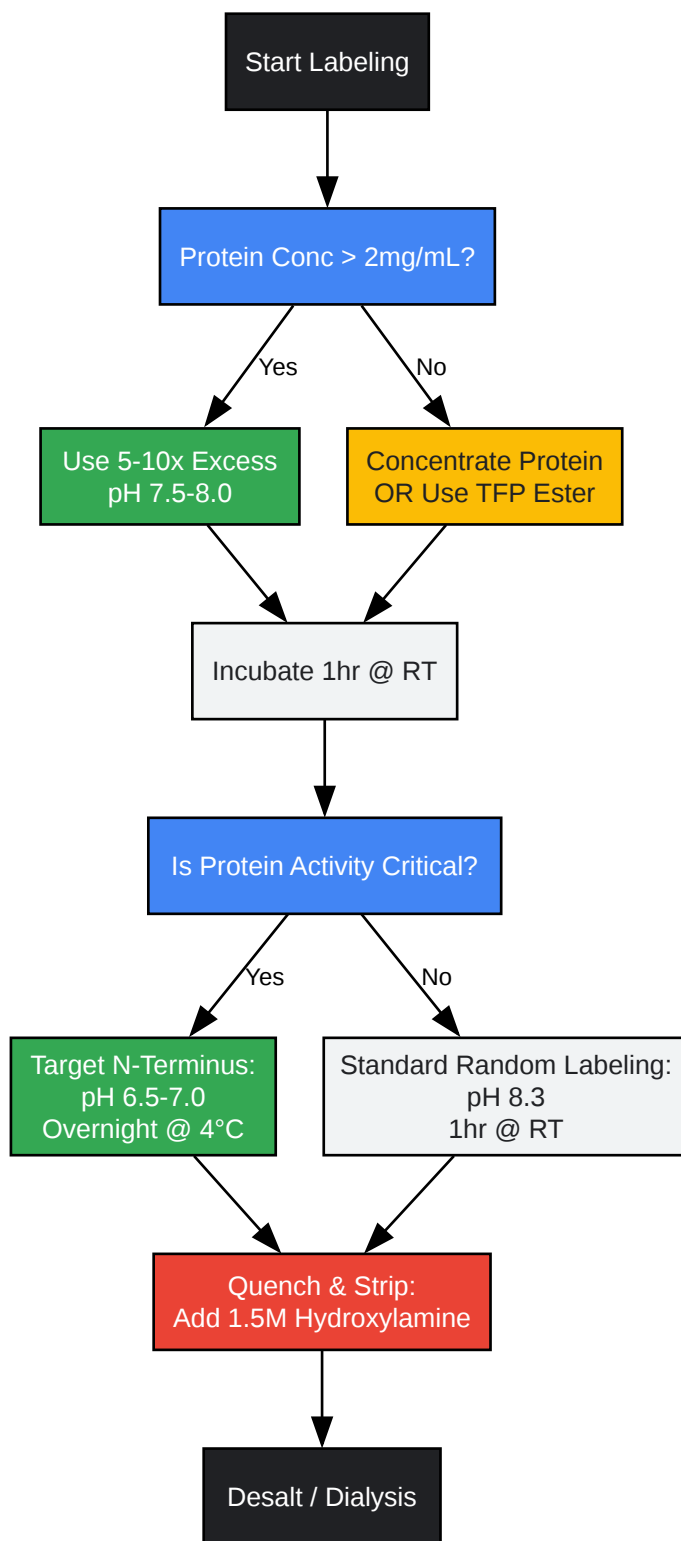 Start Labeling
Protein Conc > 2mg/mL?
Yes
No
Use 5-10x Excess
pH 7.5-8.0
Concentrate Protein
OR Use TFP Ester
Incubate 1hr @ RT
Is Protein Activity Critical?
Yes
No
Target N-Terminus:
pH 6.5-7.0
Overnight @ 4°C
Standard Random Labeling:
pH 8.3
1hr @ RT
Quench & Strip:
Add 1.5M Hydroxylamine
Desalt / Dialysis